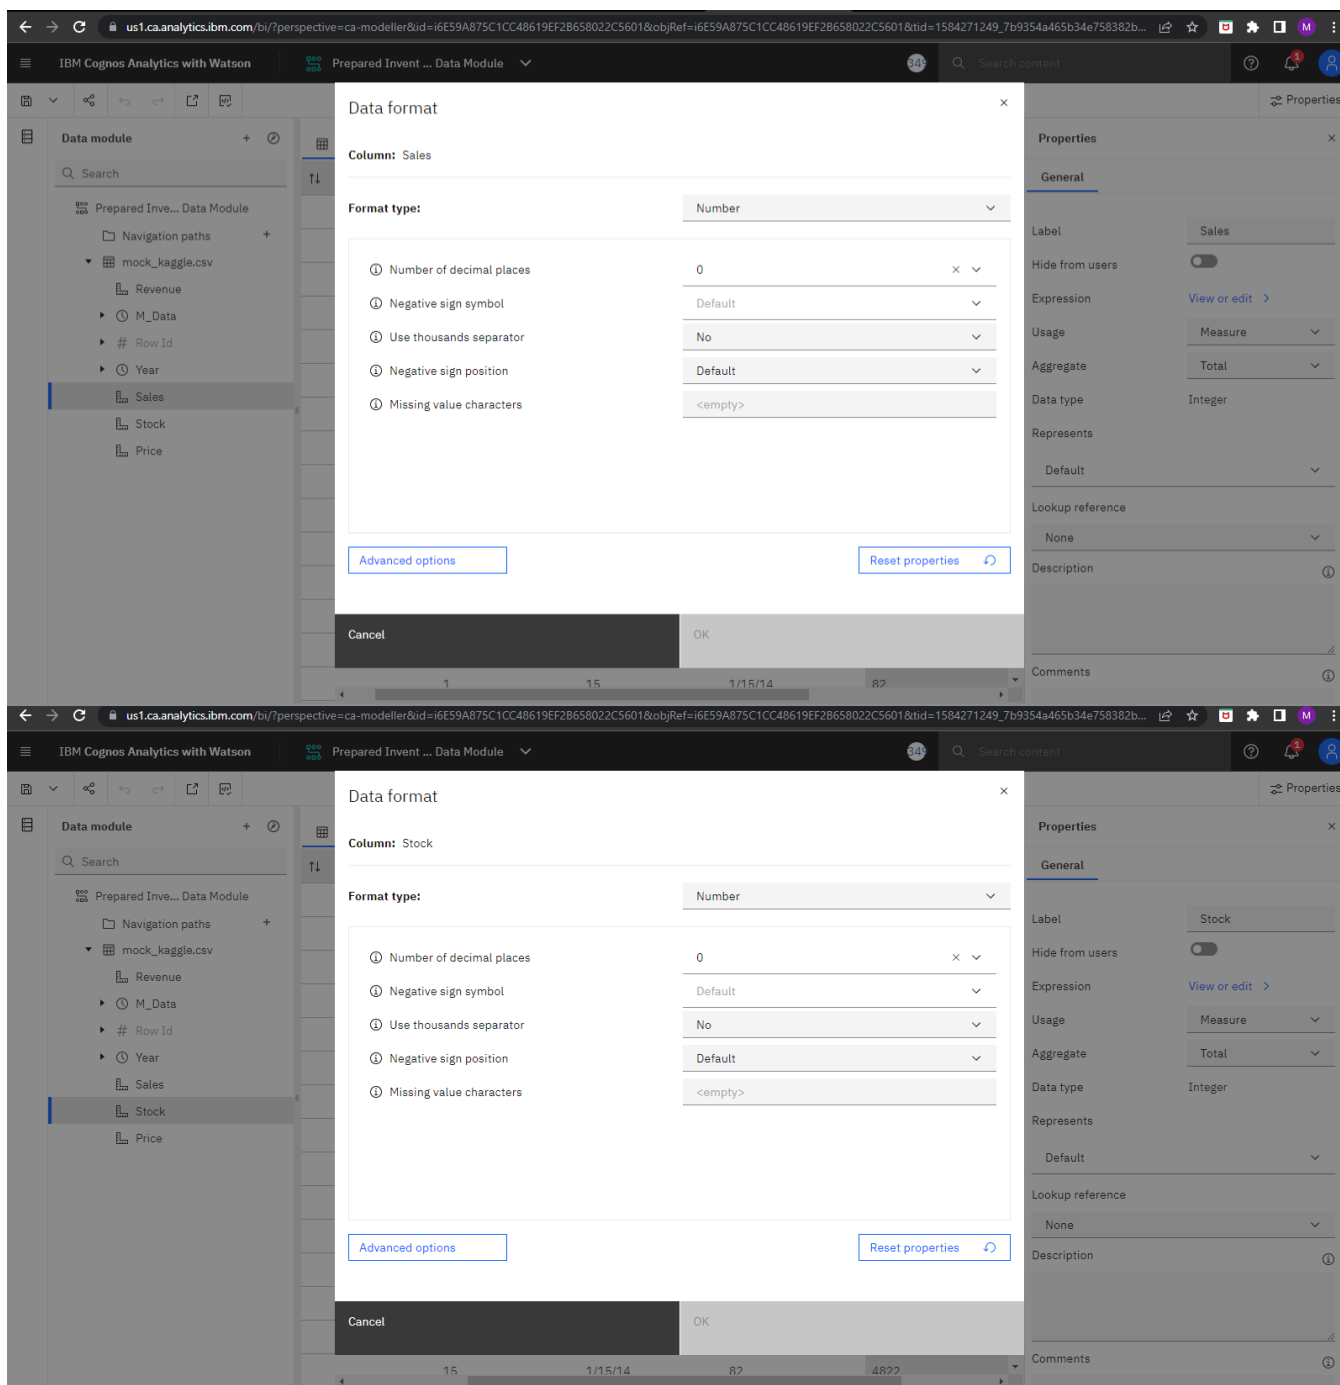 us1.ca.analytics.ibm.com/bi/?perspective=ca-modeller&id=i6E59A875C1CC48619EF2B658022C5601&objRef=i6E59A875C1CC48619EF2B658022C5601&tid=1584271249_7b9354a465b34e758382b... M
IBM Cognos Analytics with Watson Prepared Invent ... Data Module 349 Search content 1
Properties
Data module
Search
Prepared Inve... Data Module
Navigation paths
mock_kaggle.csv
Revenue
M_Data
# Row Id
Year
Sales
Stock
Price
Data format
Column: Sales
Format type: Number
Number of decimal places 0
Negative sign symbol Default
Use thousands separator No
Negative sign position Default
Missing value characters <empty>
Advanced options Reset properties
Cancel OK
1 15 1/15/14 82
Properties
General
Label Sales
Hide from users
Expression View or edit
Usage Measure
Aggregate Total
Data type Integer
Represents
Default
Lookup reference
None
Description
Comments
us1.ca.analytics.ibm.com/bi/?perspective=ca-modeller&id=i6E59A875C1CC48619EF2B658022C5601&objRef=i6E59A875C1CC48619EF2B658022C5601&tid=1584271249_7b9354a465b34e758382b... M
IBM Cognos Analytics with Watson Prepared Invent ... Data Module 349 Search content 1
Properties
Data module
Search
Prepared Inve... Data Module
Navigation paths
mock_kaggle.csv
Revenue
M_Data
# Row Id
Year
Sales
Stock
Price
Data format
Column: Stock
Format type: Number
Number of decimal places 0
Negative sign symbol Default
Use thousands separator No
Negative sign position Default
Missing value characters <empty>
Advanced options Reset properties
Cancel OK
15 1/15/14 82 4822
Properties
General
Label Stock
Hide from users
Expression View or edit
Usage Measure
Aggregate Total
Data type Integer
Represents
Default
Lookup reference
None
Description
Comments